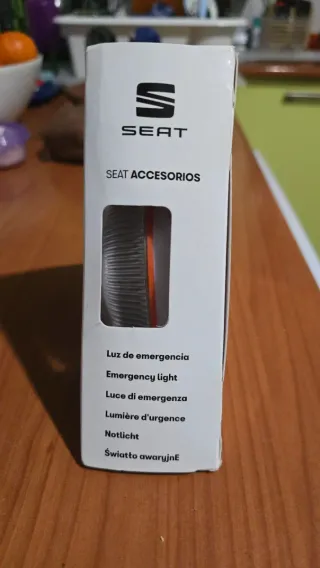 SEAT
SEAT ACCESORIOS
Luz de emergencia
Emergency light
Luce di emergenza
Lumière d'urgence
Notlicht
Światło awaryjnE